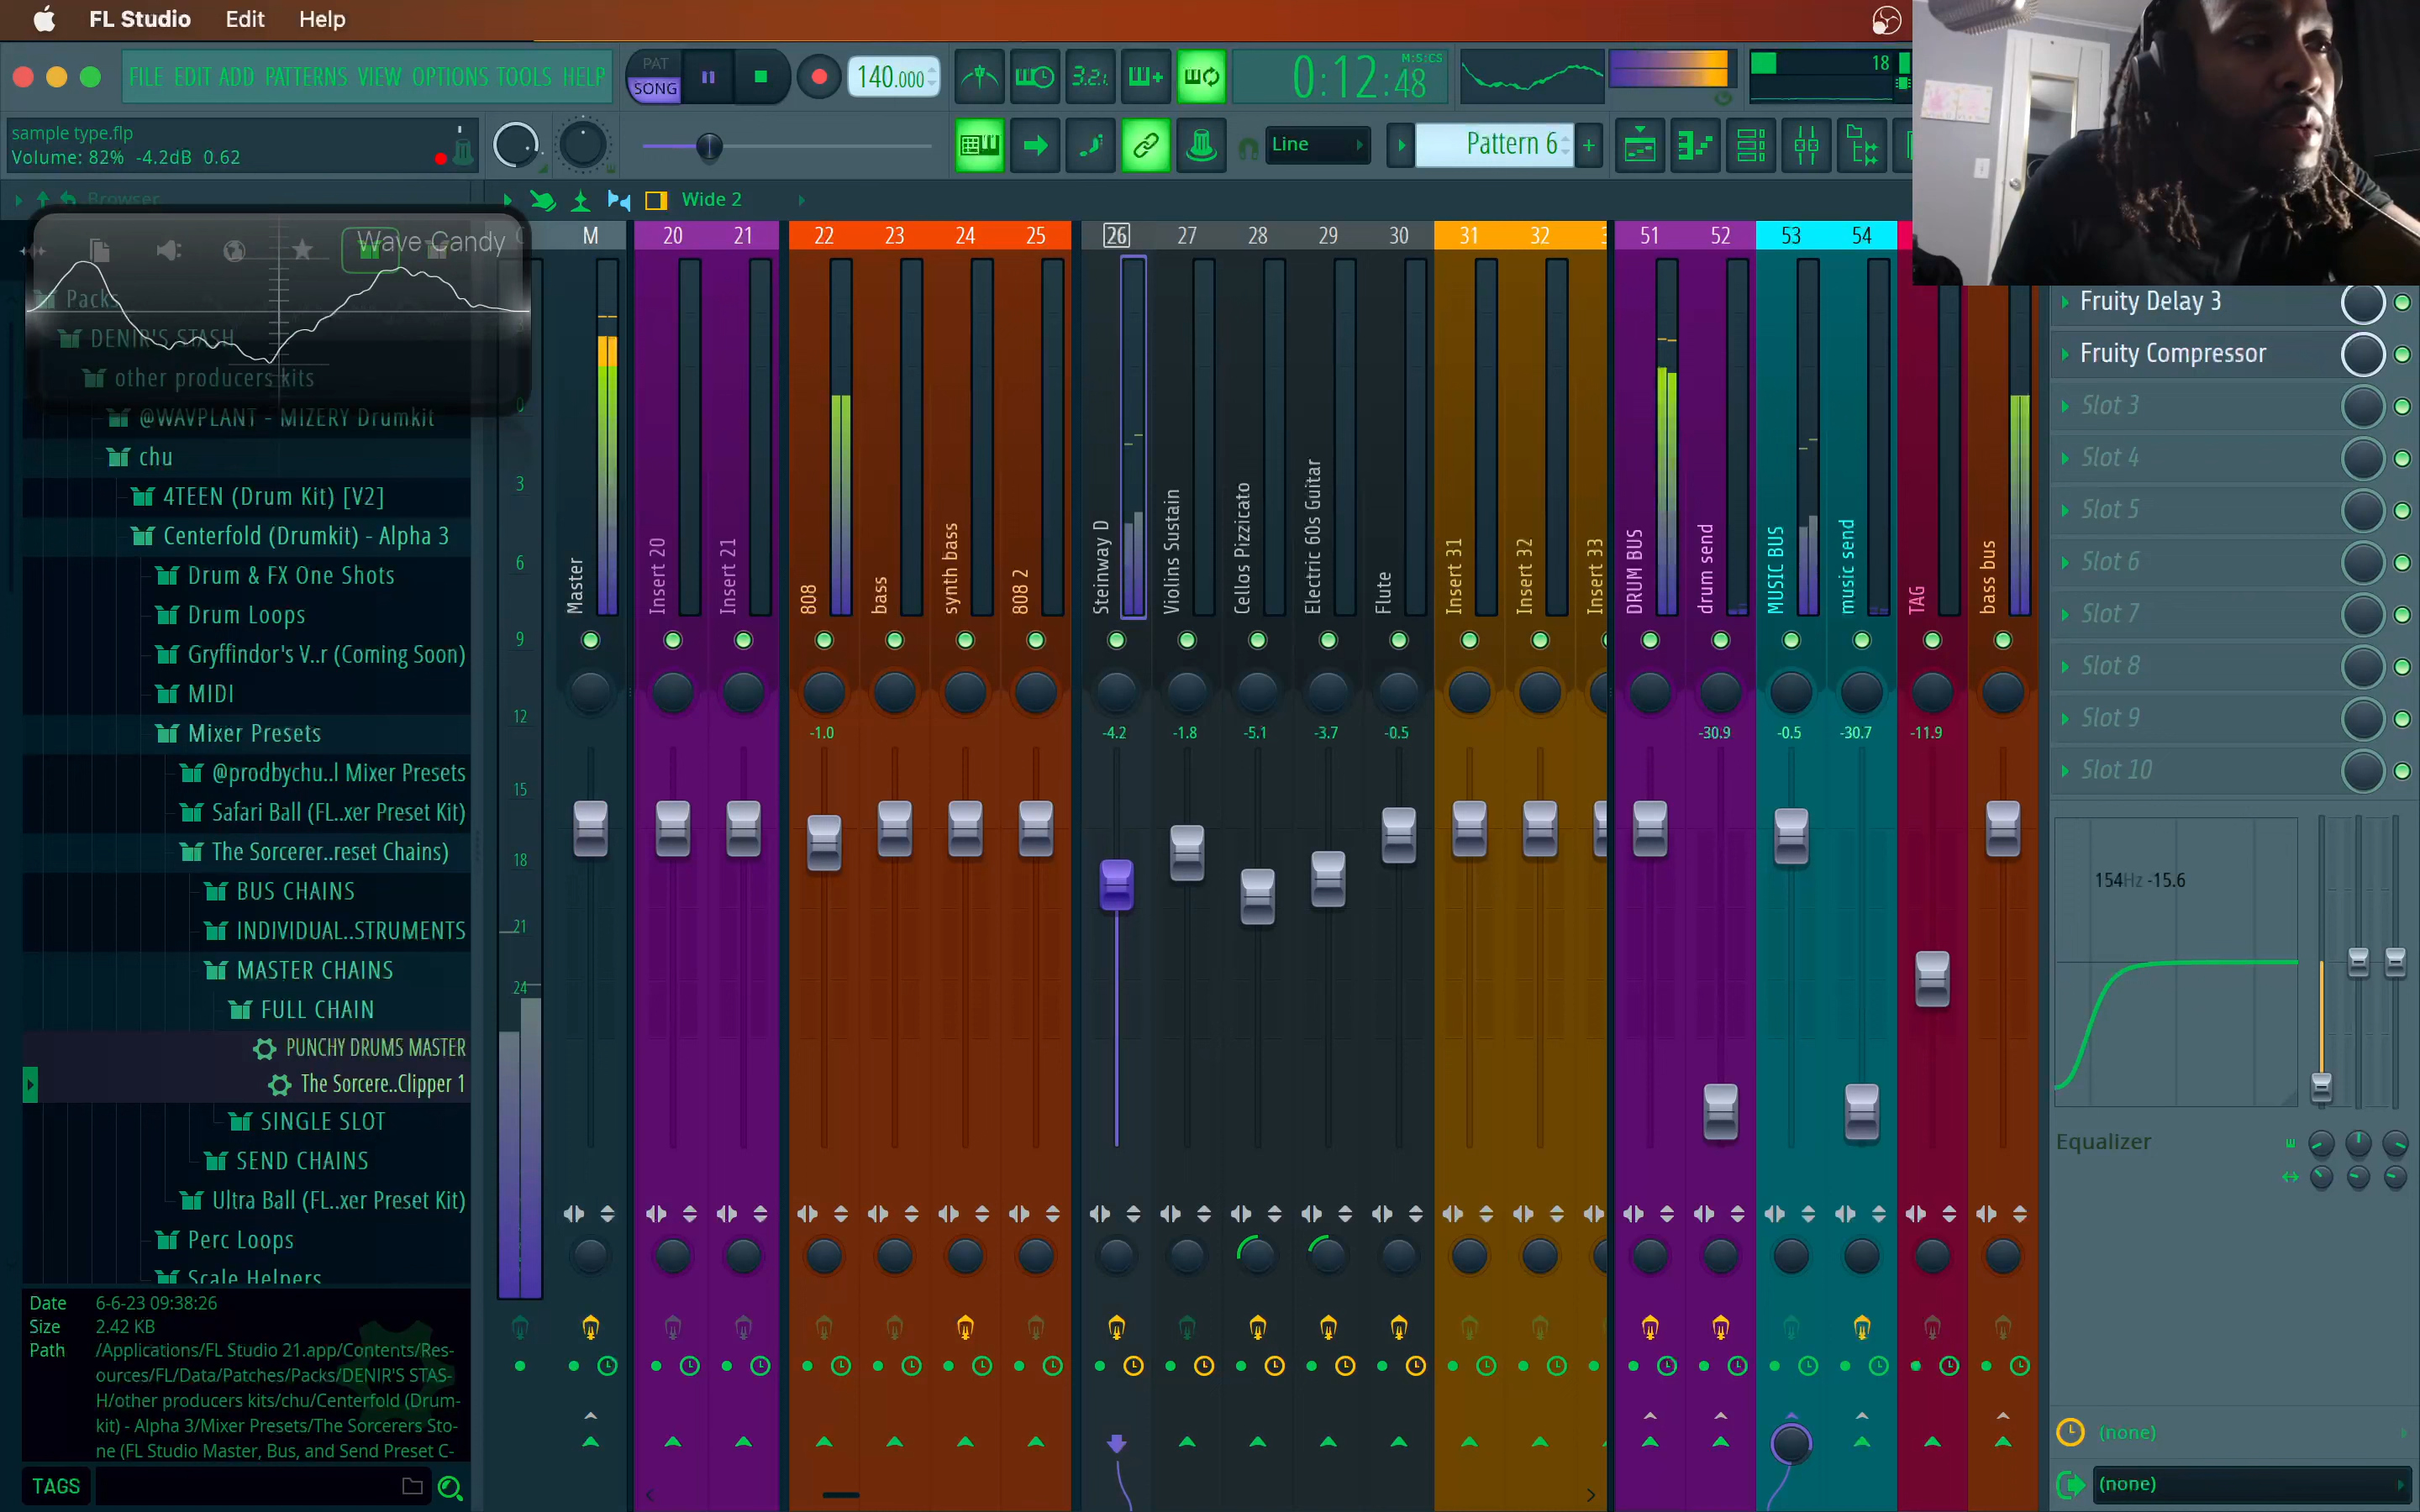 FL Studio Edit Help
FILE EDIT ADD PATTERNS VIEW OPTIONS TOOLS HELP
PAT
SONG
140.000
3.2.
0:12:48
M:S:CS
18
sample type.flp
Volume: 82% -4.2dB 0.62
Line
Pattern 6
Browser
Wide 2
Wave Candy
Packs
DENIR'S STASH
other producers kits
@WAVPLANT - MIZERY Drumkit
chu
4TEEN (Drum Kit) [V2]
Centerfold (Drumkit) - Alpha 3
Drum & FX One Shots
Drum Loops
Gryffindor's V..r (Coming Soon)
MIDI
Mixer Presets
@prodbychu..l Mixer Presets
Safari Ball (FL..xer Preset Kit)
The Sorcerer..reset Chains)
BUS CHAINS
INDIVIDUAL..STRUMENTS
MASTER CHAINS
FULL CHAIN
PUNCHY DRUMS MASTER
The Sorcere..Clipper 1
SINGLE SLOT
SEND CHAINS
Ultra Ball (FL..xer Preset Kit)
Perc Loops
Scale Helpers
Date 6-6-23 09:38:26
Size 2.42 KB
Path /Applications/FL Studio 21.app/Contents/Res-
ources/FL/Data/Patches/Packs/DENIR'S STAS-
H/other producers kits/chu/Centerfold (Drum-
kit) - Alpha 3/Mixer Presets/The Sorcerers Sto-
ne (FL Studio Master, Bus, and Send Preset C-
TAGS
M 20 21 22 23 24 25 26 27 28 29 30 31 32 51 52 53 54
0
3
6
9
12
15
18
21
24
Master
Insert 20
Insert 21
808
bass
synth bass
808 2
Steinway D
Violins Sustain
Cellos Pizzicato
Electric 60s Guitar
Flute
Insert 31
Insert 32
Insert 33
DRUM BUS
drum send
MUSIC BUS
music send
TAG
bass bus
-1.0 -4.2 -1.8 -5.1 -3.7 -0.5 -30.9 -0.5 -30.7 -11.9
Fruity Delay 3
Fruity Compressor
Slot 3
Slot 4
Slot 5
Slot 6
Slot 7
Slot 8
Slot 9
Slot 10
154Hz -15.6
Equalizer
(none)
(none)